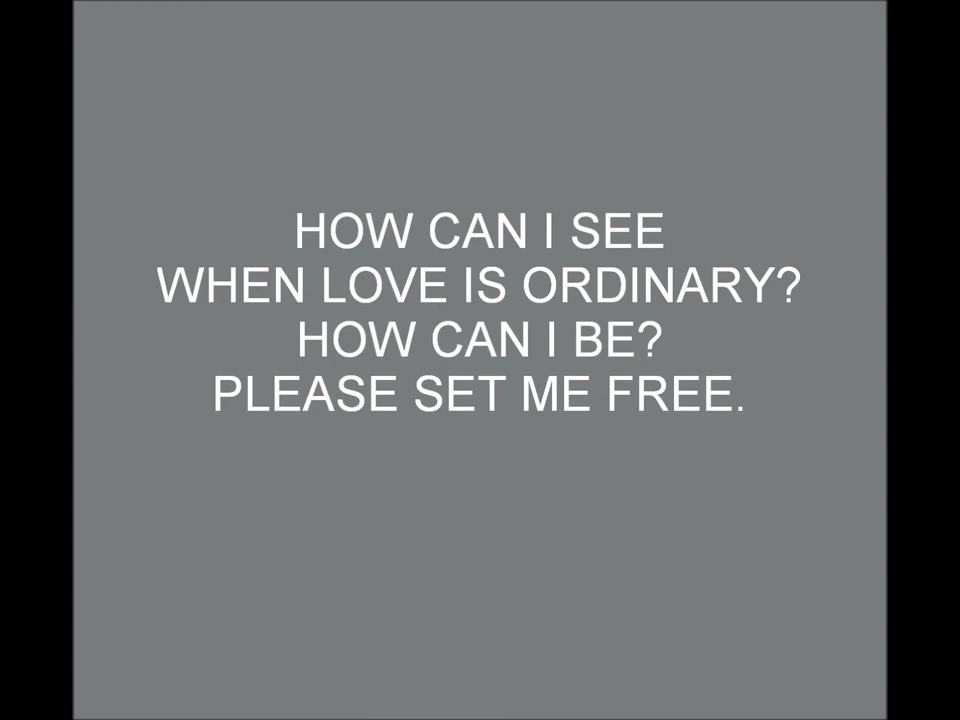 HOW CAN I SEE
WHEN LOVE IS ORDINARY?
HOW CAN I BE?
PLEASE SET ME FREE.